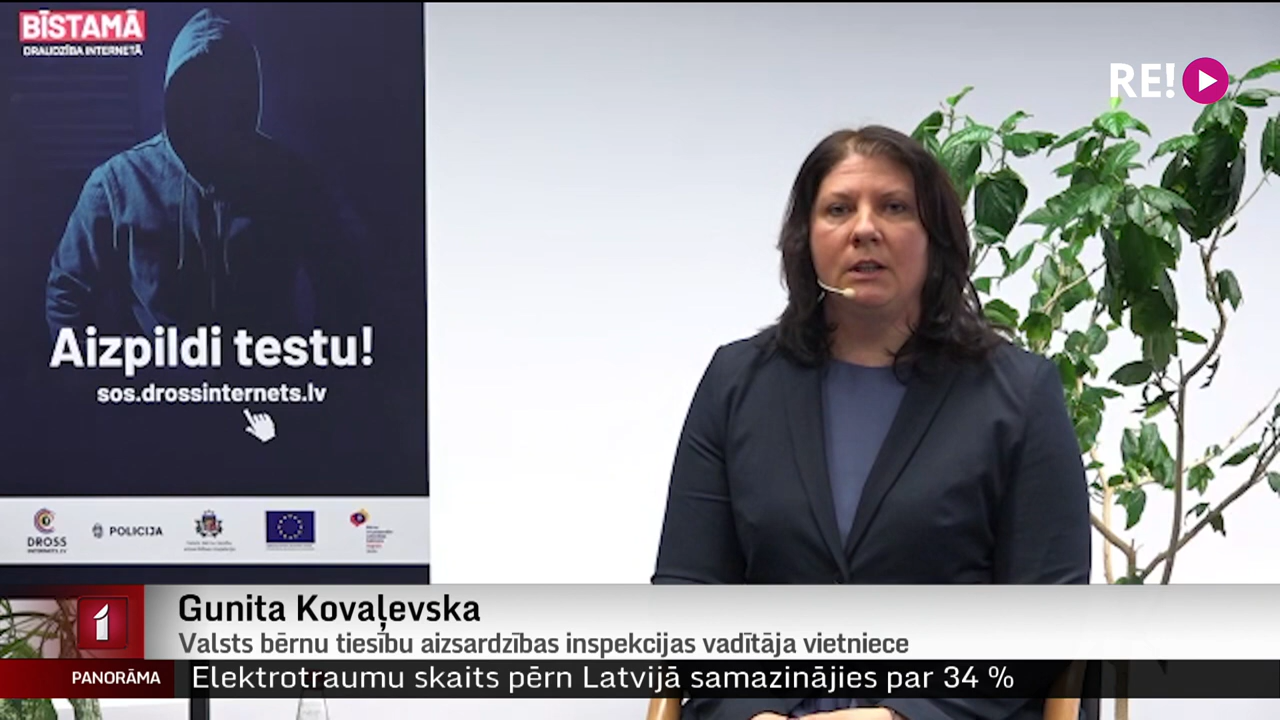 BĪSTAMĀ
DRAUDZĪBA INTERNETĀ
RE!
Aizpildi testu!
sos.drossinternets.lv
DROSS
INTERNETS.LV
POLICIJA
Gunita Kovaļevska
Valsts bērnu tiesību aizsardzības inspekcijas vadītāja vietniece
1
PANORĀMA
Elektrotraumu skaits pērn Latvijā samazinājies par 34 %